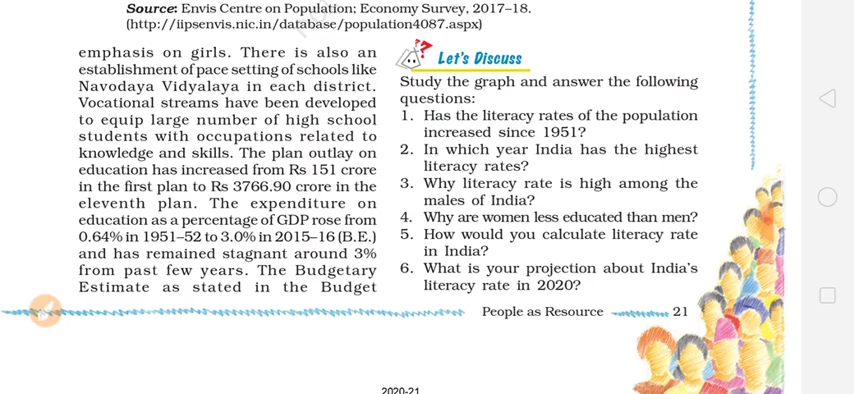 Source: Envis Centre on Population; Economy Survey, 2017–18.
(http://iipsenvis.nic.in/database/population4087.aspx)
emphasis on girls. There is also an
establishment of pace setting of schools like
Navodaya Vidyalaya in each district.
Vocational streams have been developed
to equip large number of high school
students with occupations related to
knowledge and skills. The plan outlay on
education has increased from Rs 151 crore
in the first plan to Rs 3766.90 crore in the
eleventh plan. The expenditure on
education as a percentage of GDP rose from
0.64% in 1951–52 to 3.0% in 2015–16 (B.E.)
and has remained stagnant around 3%
from past few years. The Budgetary
Estimate as stated in the Budget
Let's Discuss
Study the graph and answer the following
questions:
1. Has the literacy rates of the population
increased since 1951?
2. In which year India has the highest
literacy rates?
3. Why literacy rate is high among the
males of India?
4. Why are women less educated than men?
5. How would you calculate literacy rate
in India?
6. What is your projection about India's
literacy rate in 2020?
People as Resource 21
2020-21